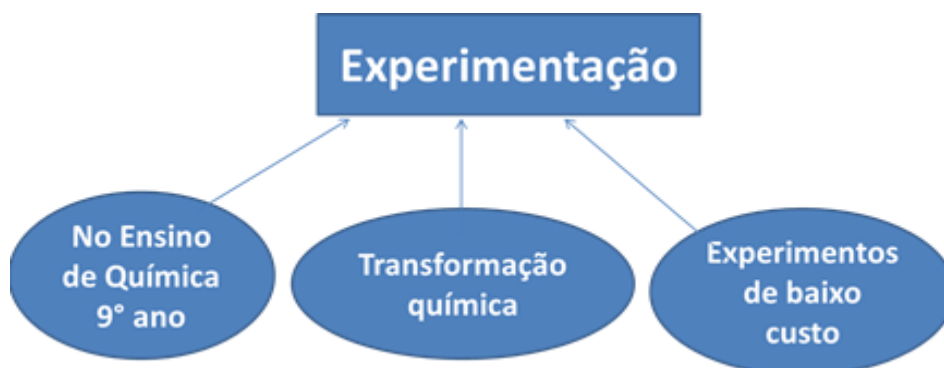 Experimentação
No Ensino
de Química
9° ano
Transformação
química
Experimentos
de baixo
custo